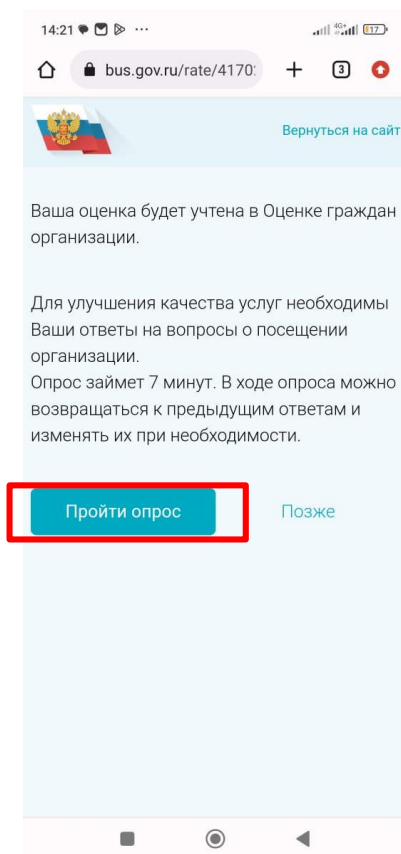 14:21
4G+
17
bus.gov.ru/rate/4170
3
Вернуться на сайт
Ваша оценка будет учтена в Оценке граждан
организации.
Для улучшения качества услуг необходимы
Ваши ответы на вопросы о посещении
организации.
Опрос займет 7 минут. В ходе опроса можно
возвращаться к предыдущим ответам и
изменять их при необходимости.
Пройти опрос
Позже